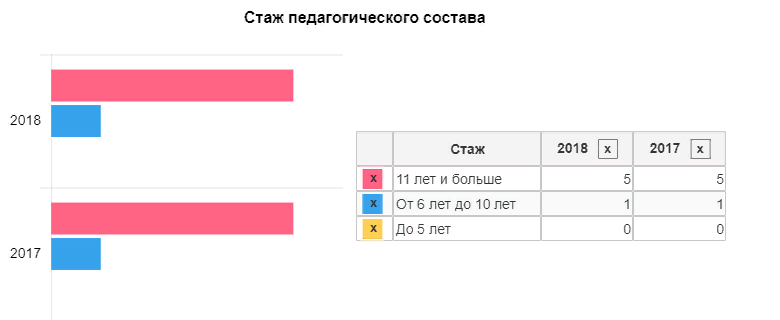 Стаж педагогического состава
2018
2017
Стаж 2018 x 2017 x
x 11 лет и больше 5 5
x От 6 лет до 10 лет 1 1
x До 5 лет 0 0